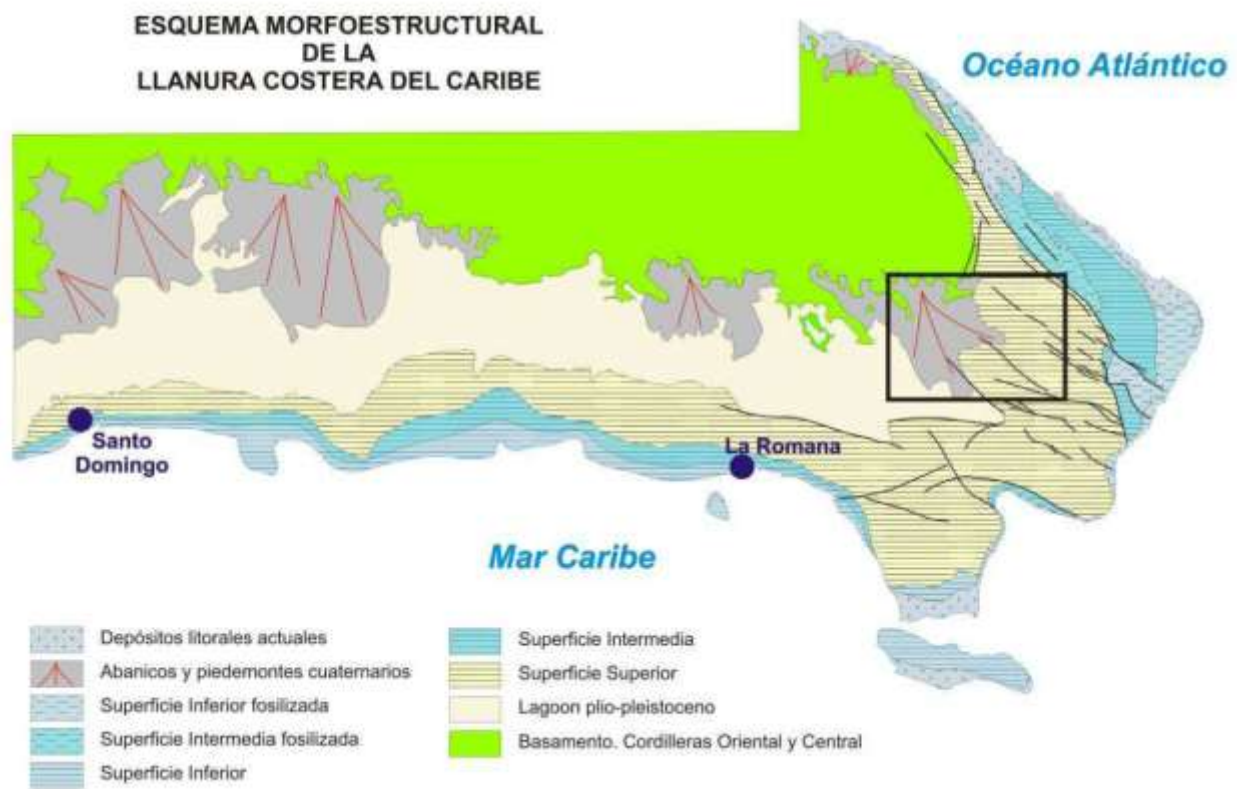 ESQUEMA MORFOESTRUCTURAL
DE LA
LLANURA COSTERA DEL CARIBE
Océano Atlántico
Santo
Domingo
La Romana
Mar Caribe
Depósitos litorales actuales
Abanicos y piedemontes cuaternarios
Superficie Inferior fosilizada
Superficie Intermedia fosilizada
Superficie Inferior
Superficie Intermedia
Superficie Superior
Lagoon plio-pleistoceno
Basamento. Cordilleras Oriental y Central